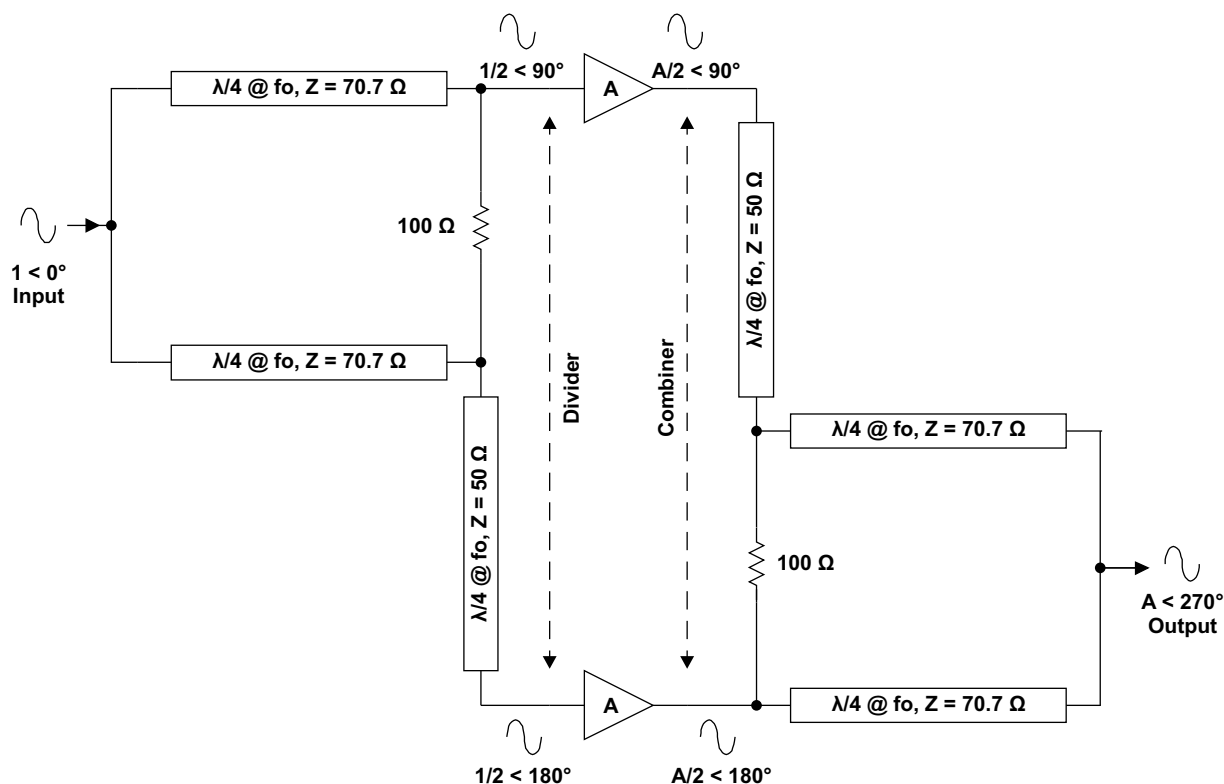 1/2 < 90°
A/2 < 90°
λ/4 @ fo, Z = 70.7 Ω
A
λ/4 @ fo, Z = 50 Ω
100 Ω
1 < 0°
Input
λ/4 @ fo, Z = 70.7 Ω
Divider
Combiner
λ/4 @ fo, Z = 50 Ω
λ/4 @ fo, Z = 70.7 Ω
100 Ω
A < 270°
Output
A
λ/4 @ fo, Z = 70.7 Ω
1/2 < 180°
A/2 < 180°